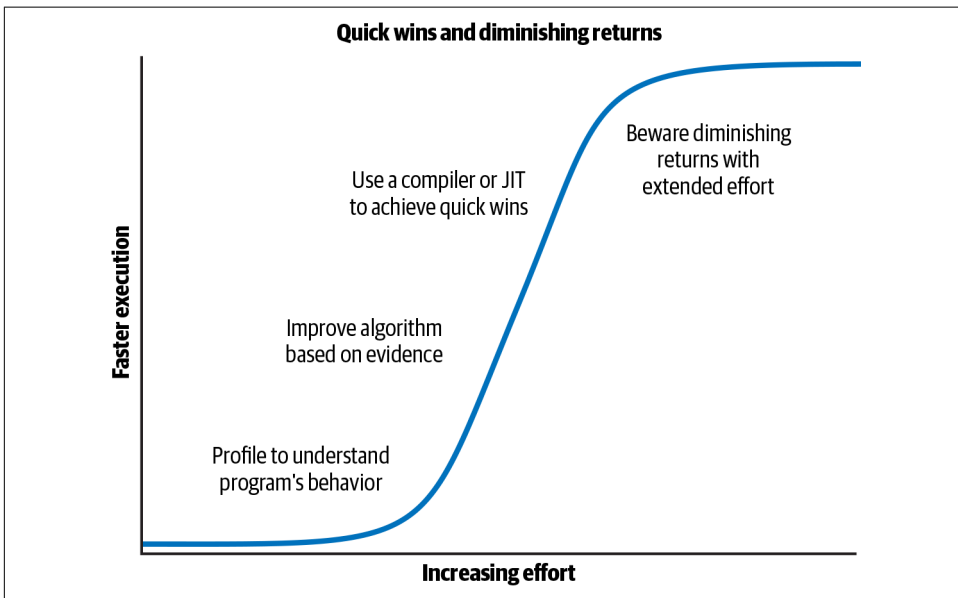 Quick wins and diminishing returns
Beware diminishing
returns with
extended effort
Use a compiler or JIT
to achieve quick wins
Improve algorithm
based on evidence
Profile to understand
program's behavior
Faster execution
Increasing effort